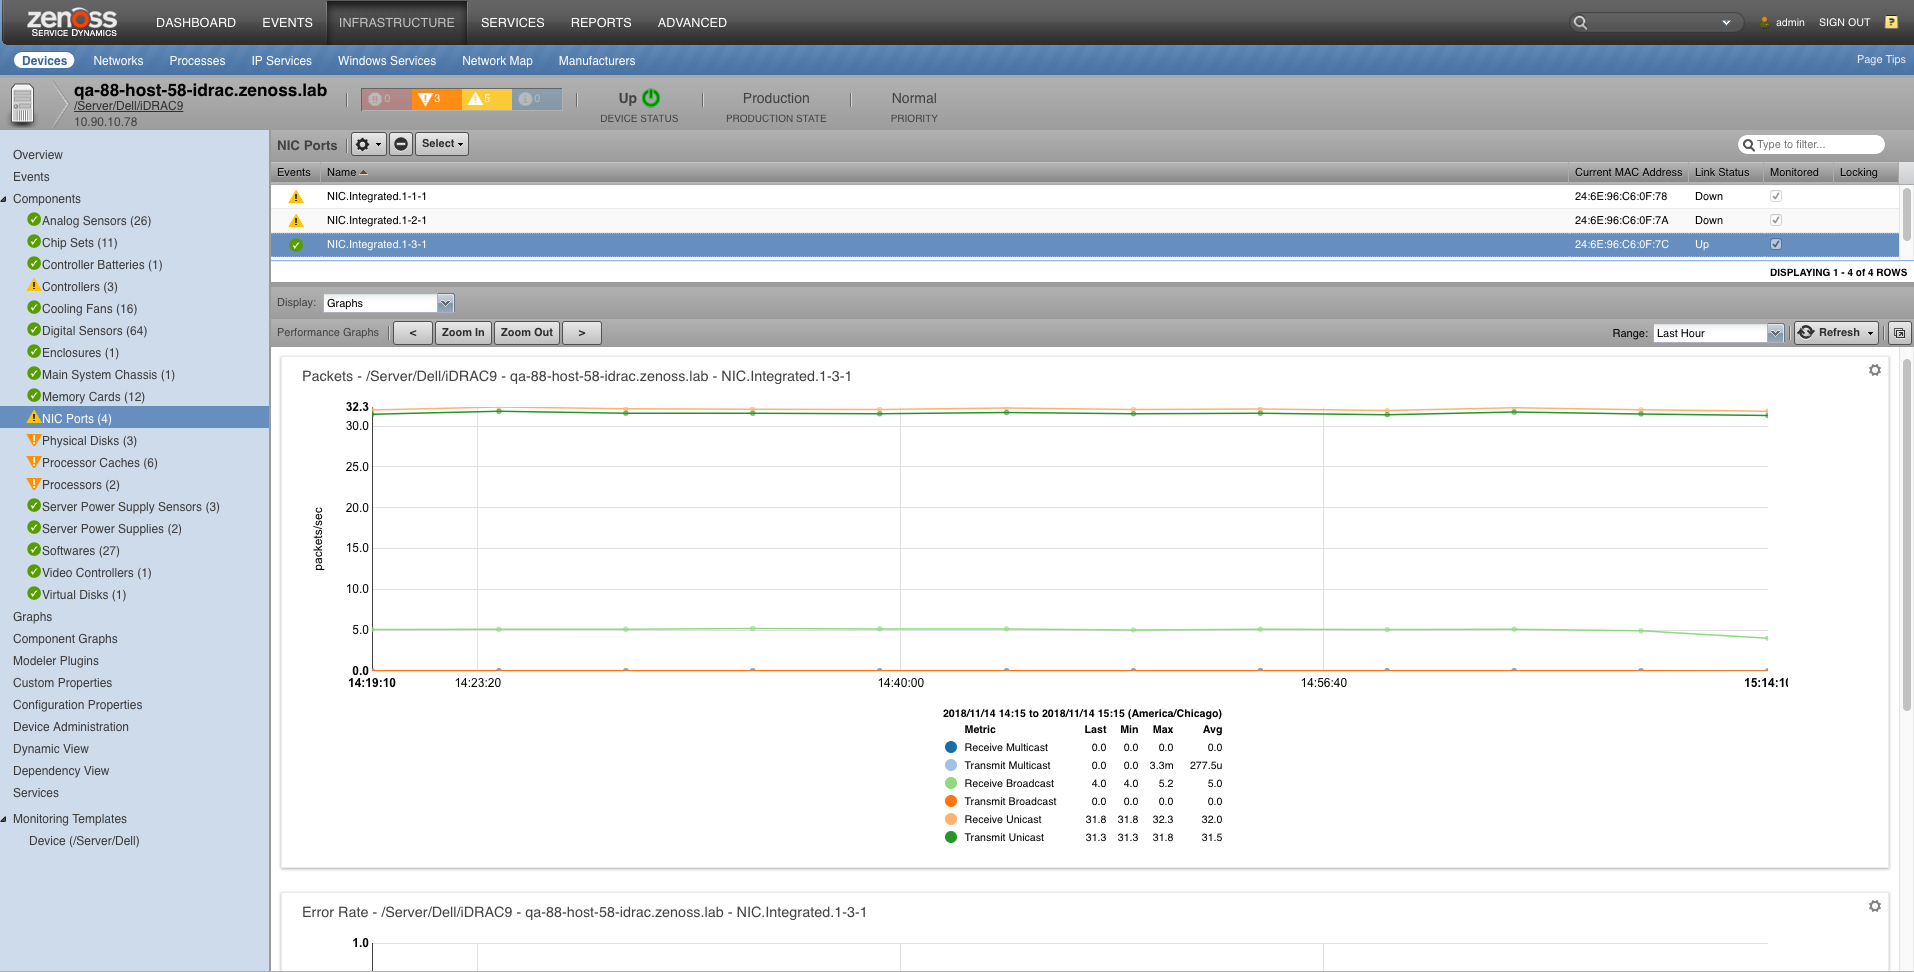 zenoss
SERVICE DYNAMICS
DASHBOARD EVENTS INFRASTRUCTURE SERVICES REPORTS ADVANCED
admin SIGN OUT ?
Devices Networks Processes IP Services Windows Services Network Map Manufacturers Page Tips
qa-88-host-58-idrac.zenoss.lab
/Server/Dell/iDRAC9
10.90.10.78
0 3 5 0
Up
DEVICE STATUS
Production
PRODUCTION STATE
Normal
PRIORITY
Overview
Events
Components
Analog Sensors (26)
Chip Sets (11)
Controller Batteries (1)
Controllers (3)
Cooling Fans (16)
Digital Sensors (64)
Enclosures (1)
Main System Chassis (1)
Memory Cards (12)
NIC Ports (4)
Physical Disks (3)
Processor Caches (6)
Processors (2)
Server Power Supply Sensors (3)
Server Power Supplies (2)
Softwares (27)
Video Controllers (1)
Virtual Disks (1)
Graphs
Component Graphs
Modeler Plugins
Custom Properties
Configuration Properties
Device Administration
Dynamic View
Dependency View
Services
Monitoring Templates
Device (/Server/Dell)
NIC Ports Select Type to filter...
Events Name Current MAC Address Link Status Monitored Locking
NIC.Integrated.1-1-1 24:6E:96:C6:0F:78 Down
NIC.Integrated.1-2-1 24:6E:96:C6:0F:7A Down
NIC.Integrated.1-3-1 24:6E:96:C6:0F:7C Up
DISPLAYING 1 - 4 of 4 ROWS
Display: Graphs
Performance Graphs < Zoom In Zoom Out > Range: Last Hour Refresh
Packets - /Server/Dell/iDRAC9 - qa-88-host-58-idrac.zenoss.lab - NIC.Integrated.1-3-1
32.3
30.0
25.0
20.0
15.0
10.0
5.0
0.0
packets/sec
14:19:10 14:23:20 14:40:00 14:56:40 15:14:10
2018/11/14 14:15 to 2018/11/14 15:15 (America/Chicago)
Metric Last Min Max Avg
Receive Multicast 0.0 0.0 0.0 0.0
Transmit Multicast 0.0 0.0 3.3m 277.5u
Receive Broadcast 4.0 4.0 5.2 5.0
Transmit Broadcast 0.0 0.0 0.0 0.0
Receive Unicast 31.8 31.8 32.3 32.0
Transmit Unicast 31.3 31.3 31.8 31.5
Error Rate - /Server/Dell/iDRAC9 - qa-88-host-58-idrac.zenoss.lab - NIC.Integrated.1-3-1
1.0